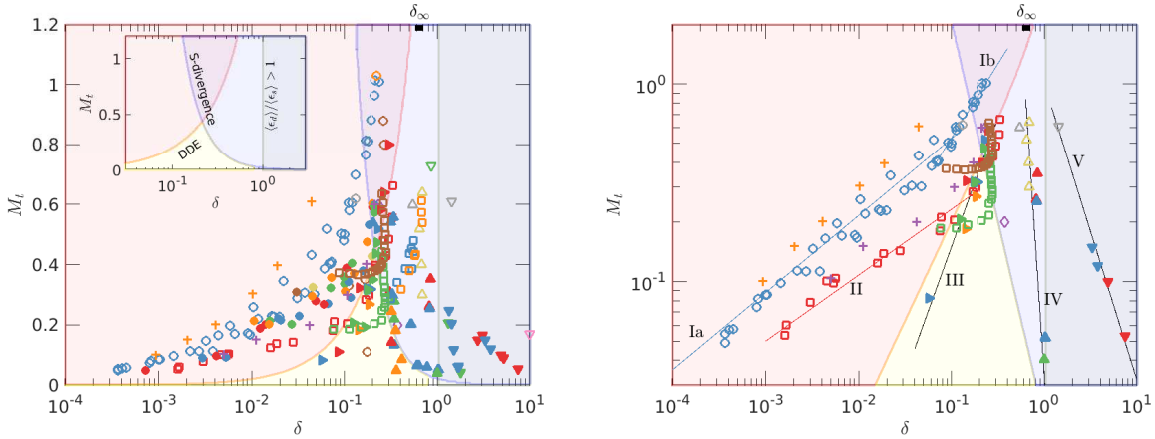 δ∞
1.2
1
0.8
0.6
0.4
0.2
0
M_t
10^-4
10^-3
10^-2
10^-1
10^0
10^1
δ
1
0.5
0
M_t
10^-1
10^0
δ
S-divergence
DDE
⟨ϵ_d⟩/⟨ϵ_s⟩ > 1
δ∞
10^0
10^-1
M_t
10^-4
10^-3
10^-2
10^-1
10^0
10^1
δ
Ia
Ib
II
III
IV
V